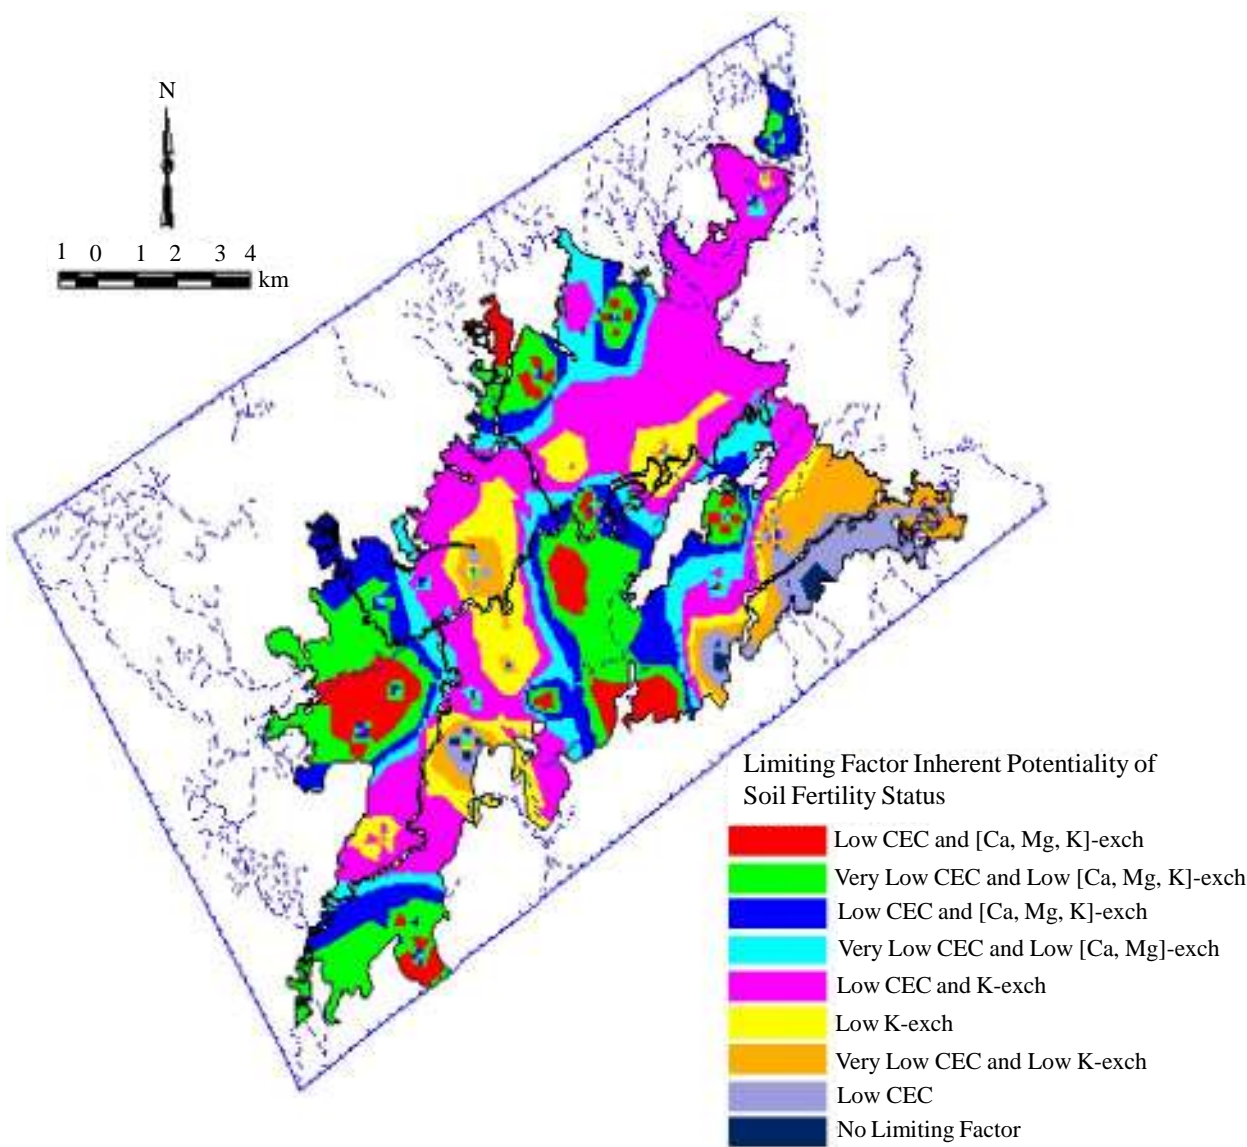 N
1 0 1 2 3 4
km
Limiting Factor Inherent Potentiality of
Soil Fertility Status
Low CEC and [Ca, Mg, K]-exch
Very Low CEC and Low [Ca, Mg, K]-exch
Low CEC and [Ca, Mg, K]-exch
Very Low CEC and Low [Ca, Mg]-exch
Low CEC and K-exch
Low K-exch
Very Low CEC and Low K-exch
Low CEC
No Limiting Factor